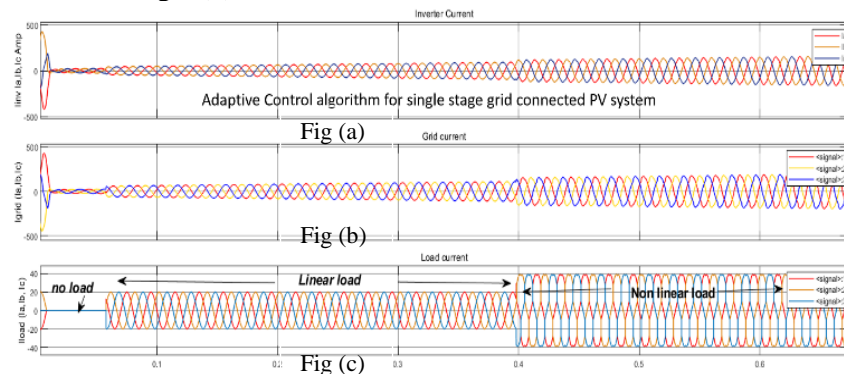 Inverter Current
500
0
-500
Iinv Ia,Ib,Ic Amp
Adaptive Control algorithm for single stage grid connected PV system
Fig (a)
Grid current
500
0
-500
Igrid (Ia,Ib,Ic)
<signal>:
<signal>:
<signal>:
Fig (b)
Load current
40
20
0
-20
-40
Iload (Ia, Ib, Ic)
no load
Linear load
Non linear load
<signal>:
<signal>:
<signal>:
0.1
0.2
0.3
0.4
0.5
0.6
Fig (c)